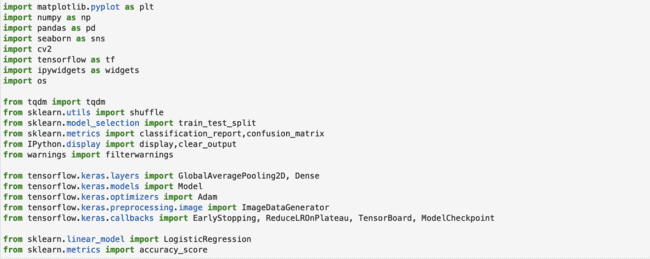 import matplotlib.pyplot as plt
import numpy as np
import pandas as pd
import seaborn as sns
import cv2
import tensorflow as tf
import ipywidgets as widgets
import os
from tqdm import tqdm
from sklearn.utils import shuffle
from sklearn.model_selection import train_test_split
from sklearn.metrics import classification_report,confusion_matrix
from IPython.display import display,clear_output
from warnings import filterwarnings
from tensorflow.keras.layers import GlobalAveragePooling2D, Dense
from tensorflow.keras.models import Model
from tensorflow.keras.optimizers import Adam
from tensorflow.keras.preprocessing.image import ImageDataGenerator
from tensorflow.keras.callbacks import EarlyStopping, ReduceLROnPlateau, TensorBoard, ModelCheckpoint
from sklearn.linear_model import LogisticRegression
from sklearn.metrics import accuracy_score